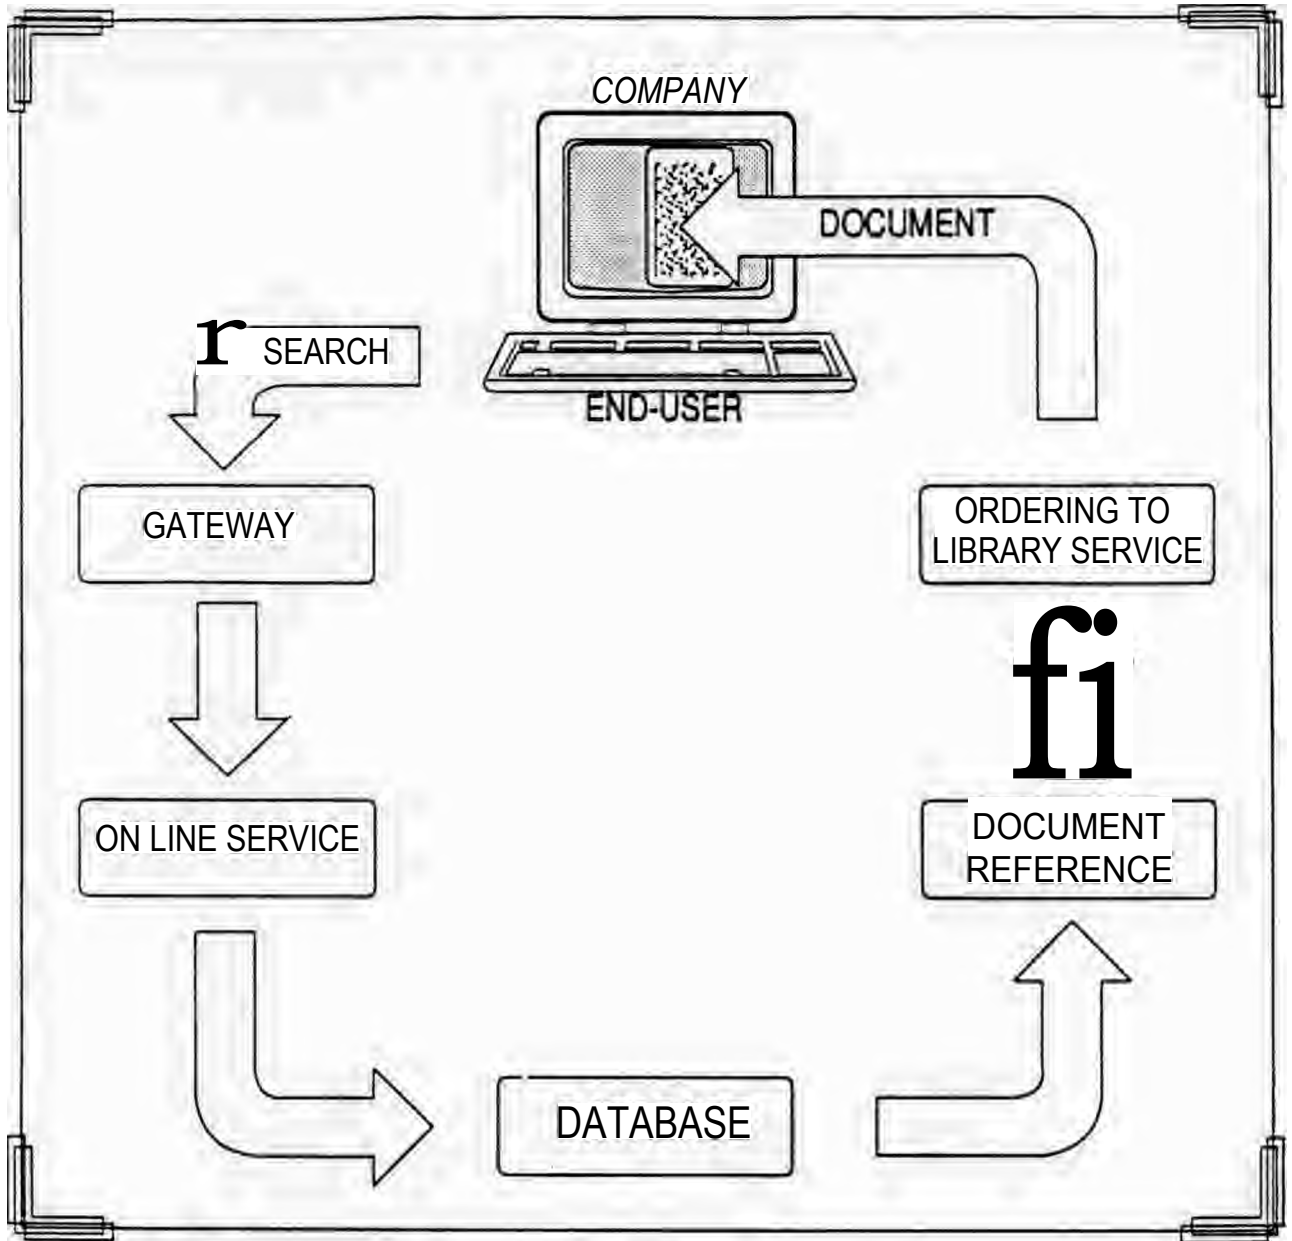 COMPANY
DOCUMENT
r SEARCH
END-USER
GATEWAY
ORDERING TO
LIBRARY SERVICE
fi
ON LINE SERVICE
DOCUMENT
REFERENCE
DATABASE